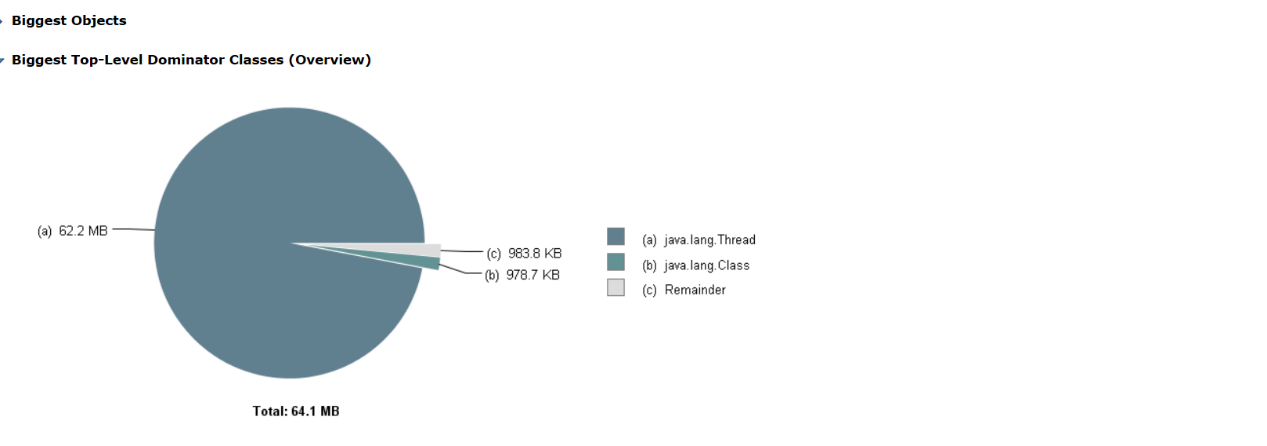 Biggest Objects
Biggest Top-Level Dominator Classes (Overview)
(a) 62.2 MB
(c) 983.8 KB
(b) 978.7 KB
(a) java.lang.Thread
(b) java.lang.Class
(c) Remainder
Total: 64.1 MB